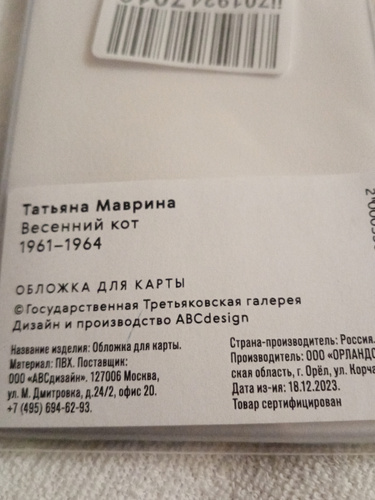 Татьяна Маврина
Весенний кот
1961–1964
ОБЛОЖКА ДЛЯ КАРТЫ
© Государственная Третьяковская галерея
Дизайн и производство ABCdesign
Название изделия: Обложка для карты.
Материал: ПВХ. Поставщик:
ООО «АВСдизайн». 127006 Москва,
ул. М. Дмитровка, д.24/2, офис 20.
+7 (495) 694-62-93.
Страна-производитель: Россия.
Производитель: ООО «ОРЛАНДО
ская область, г. Орёл, ул. Корча
Дата из-ия: 18.12.2023.
Товар сертифицирован